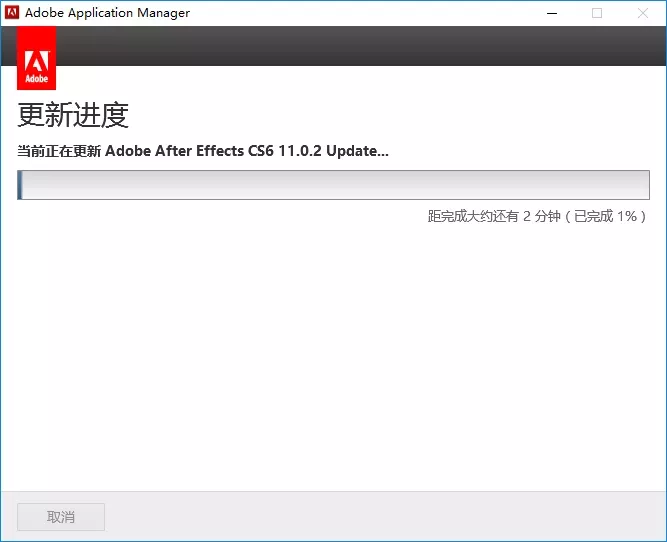 Adobe Application Manager
Adobe
更新进度
当前正在更新 Adobe After Effects CS6 11.0.2 Update...
距完成大约还有 2 分钟（已完成 1%）
取消